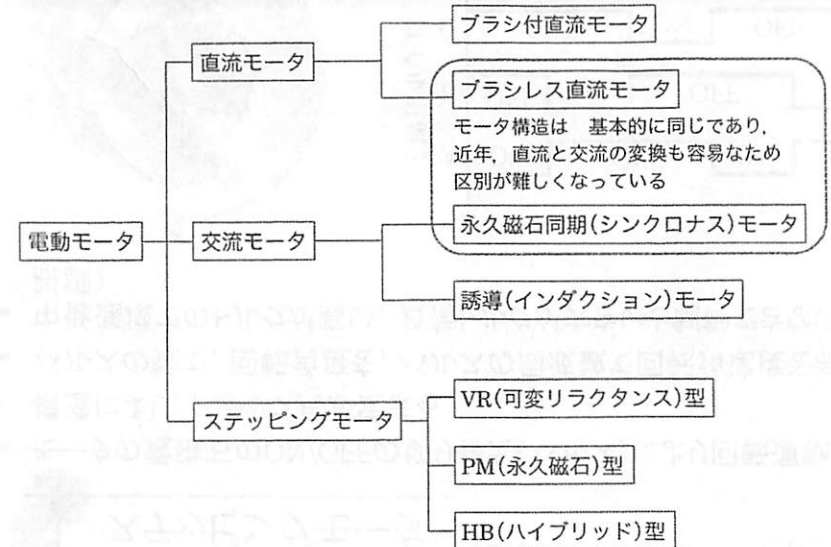 ブラシ付直流モータ
直流モータ
ブラシレス直流モータ
モータ構造は　基本的に同じであり，
近年，直流と交流の変換も容易なため
区別が難しくなっている
永久磁石同期(シンクロナス)モータ
電動モータ
交流モータ
誘導(インダクション)モータ
VR(可変リラクタンス)型
ステッピングモータ
PM(永久磁石)型
HB(ハイブリッド)型